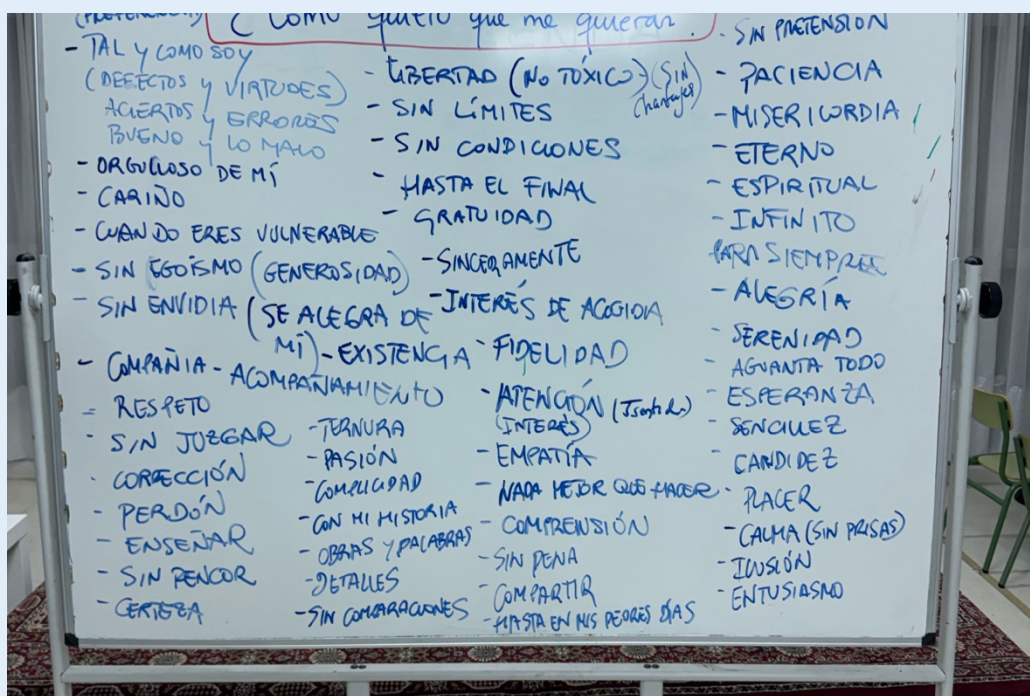 (PREFERENCIA)
¿Cómo quiero que me quieran?
- TAL Y COMO SOY
(DEFECTOS y VIRTUDES)
ACIERTOS y ERRORES
BUENO y LO MALO
- ORGULLOSO DE MÍ
- CARIÑO
- CUANDO ERES VULNERABLE
- SIN EGOÍSMO (GENEROSIDAD)
- SIN ENVIDIA (SE ALEGRA DE
MÍ) - EXISTENCIA
- COMPAÑIA - ACOMPAÑAMIENTO
- RESPETO
- SIN JUZGAR
- CORRECCIÓN
- PERDÓN
- ENSEÑAR
- SIN RENCOR
- CERTEZA
- TERNURA
- PASIÓN
- COMPLICIDAD
- CON MI HISTORIA
- OBRAS Y PALABRAS
- DETALLES
- SIN COMPARACIONES
- LIBERTAD (NO TÓXICO) (SIN
chantajes)
- SIN LÍMITES
- SIN CONDICIONES
- HASTA EL FINAL
- GRATUIDAD
- SINCERAMENTE
- INTERÉS DE ACOGIDA
- FIDELIDAD
- ATENCIÓN
(INTERÉS)
- EMPATÍA
- NADA MEJOR QUE HACER
- COMPRENSIÓN
- SIN PENA
- COMPARTIR
- HASTA EN MIS PEORES DÍAS
- SIN PRETENSION
- PACIENCIA
- MISERICORDIA
- ETERNO
- ESPIRITUAL
- INFINITO
PARA SIEMPRE
- ALEGRÍA
- SERENIDAD
- AGUANTA TODO
- ESPERANZA
- SENCILLEZ
- CANDIDEZ
- PLACER
- CALMA (SIN PRISAS)
- ILUSIÓN
- ENTUSIASMO